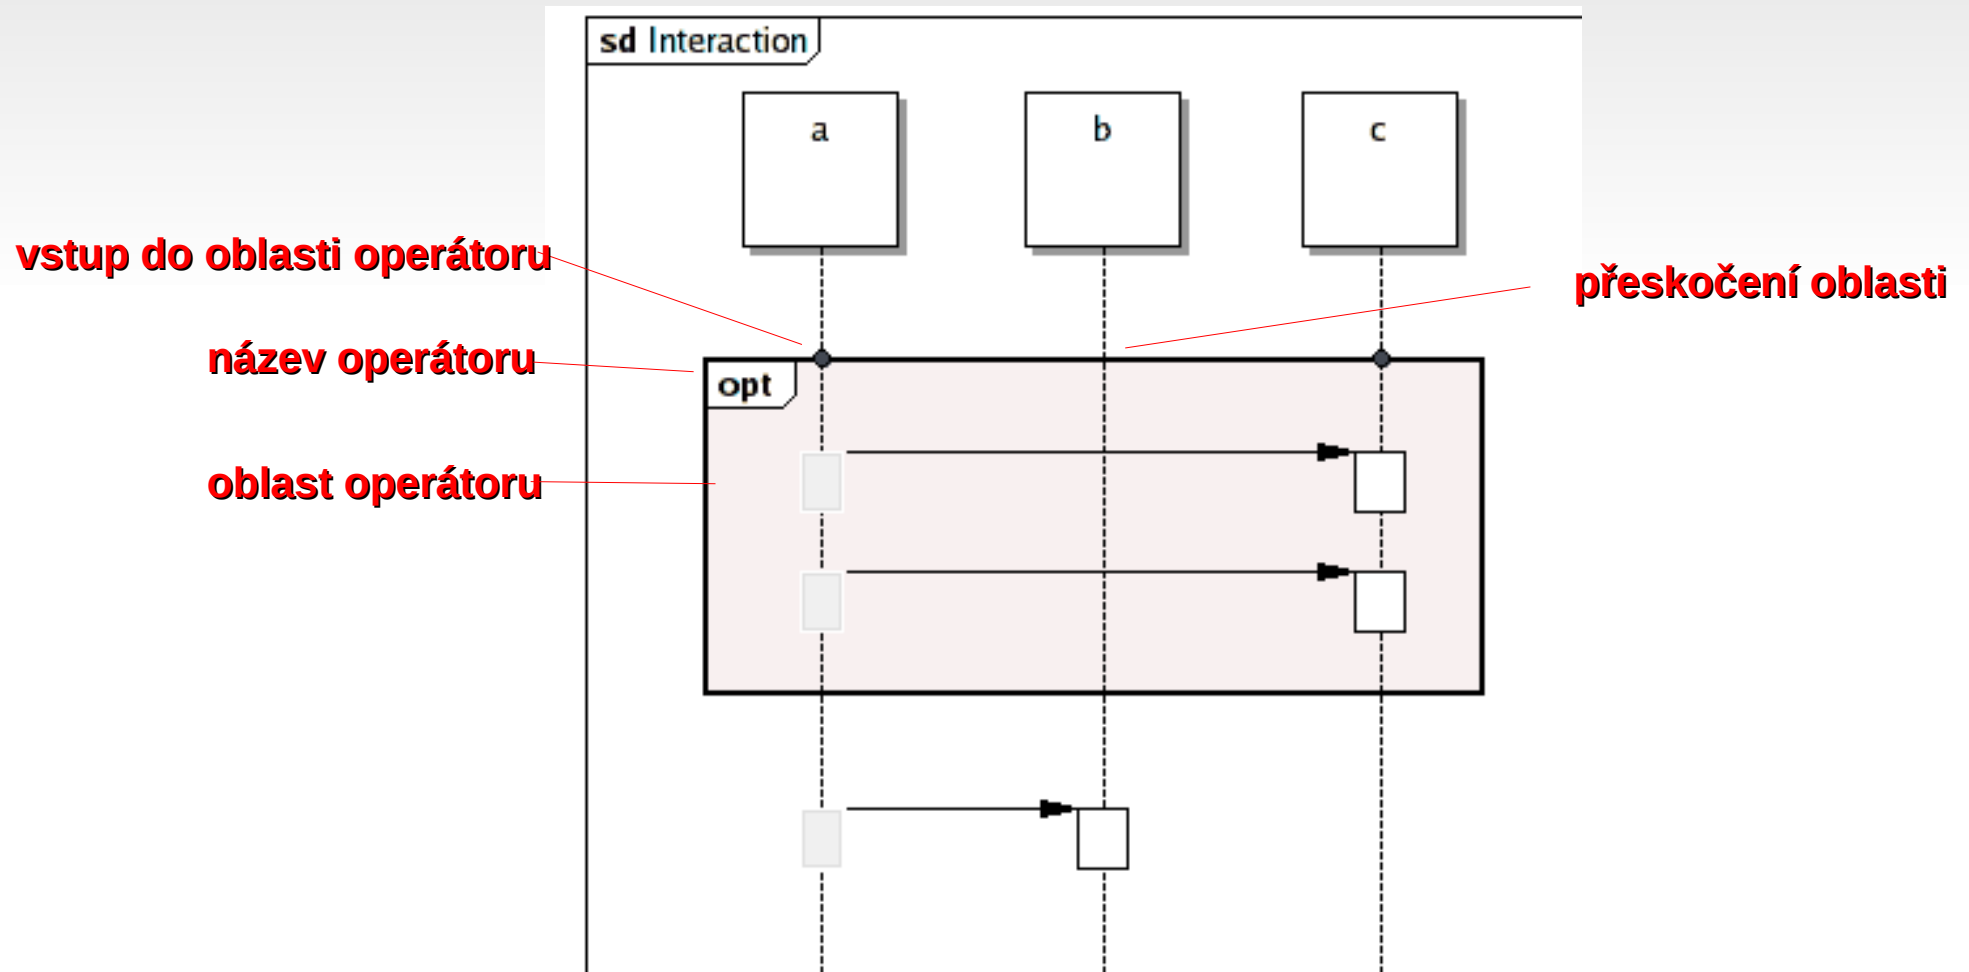 sd Interaction
a
b
c
vstup do oblasti operátoru
přeskočení oblasti
název operátoru
opt
oblast operátoru